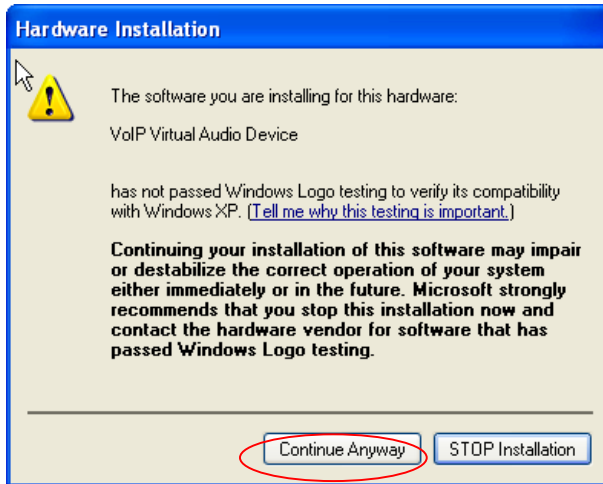 Hardware Installation
The software you are installing for this hardware:
VoIP Virtual Audio Device
has not passed Windows Logo testing to verify its compatibility
with Windows XP. (Tell me why this testing is important.)
Continuing your installation of this software may impair
or destabilize the correct operation of your system
either immediately or in the future. Microsoft strongly
recommends that you stop this installation now and
contact the hardware vendor for software that has
passed Windows Logo testing.
Continue Anyway STOP Installation